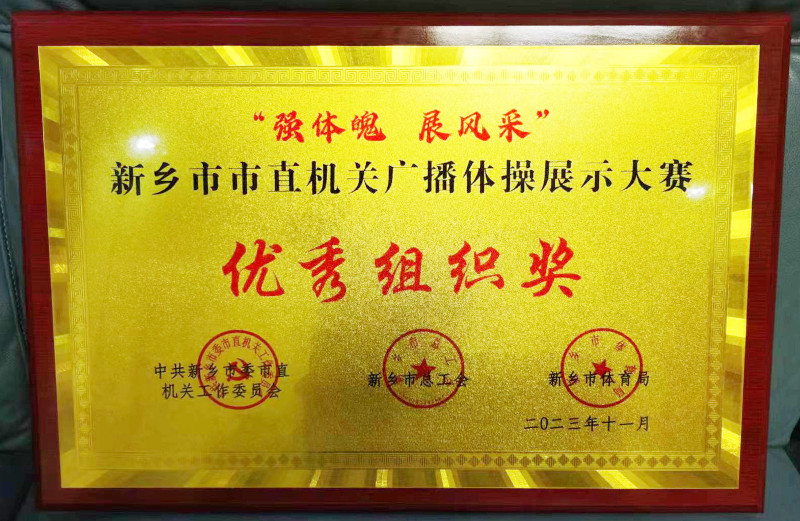 “强体魄 展风采”
新乡市市直机关广播体操展示大赛
优秀组织奖
中共新乡市委市直
机关工作委员会
新乡市总工会
新乡市体育局
二〇二三年十一月